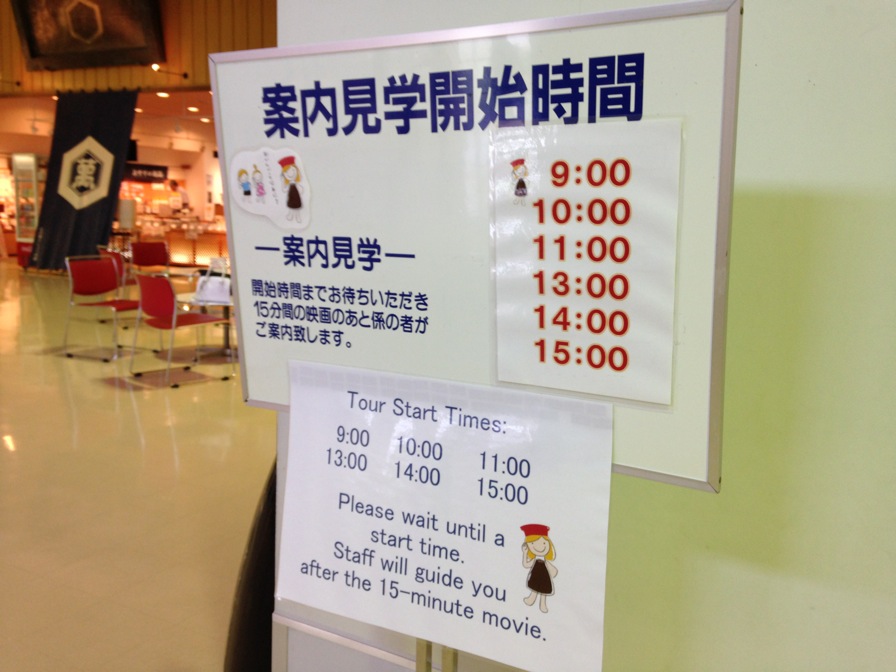 案内見学開始時間
9:00
10:00
11:00
13:00
14:00
15:00
―案内見学―
開始時間までお待ちいただき
15分間の映画のあと係の者が
ご案内致します。
Tour Start Times:
9:00 10:00 11:00
13:00 14:00 15:00
Please wait until a
start time.
Staff will guide you
after the 15-minute movie.
萬